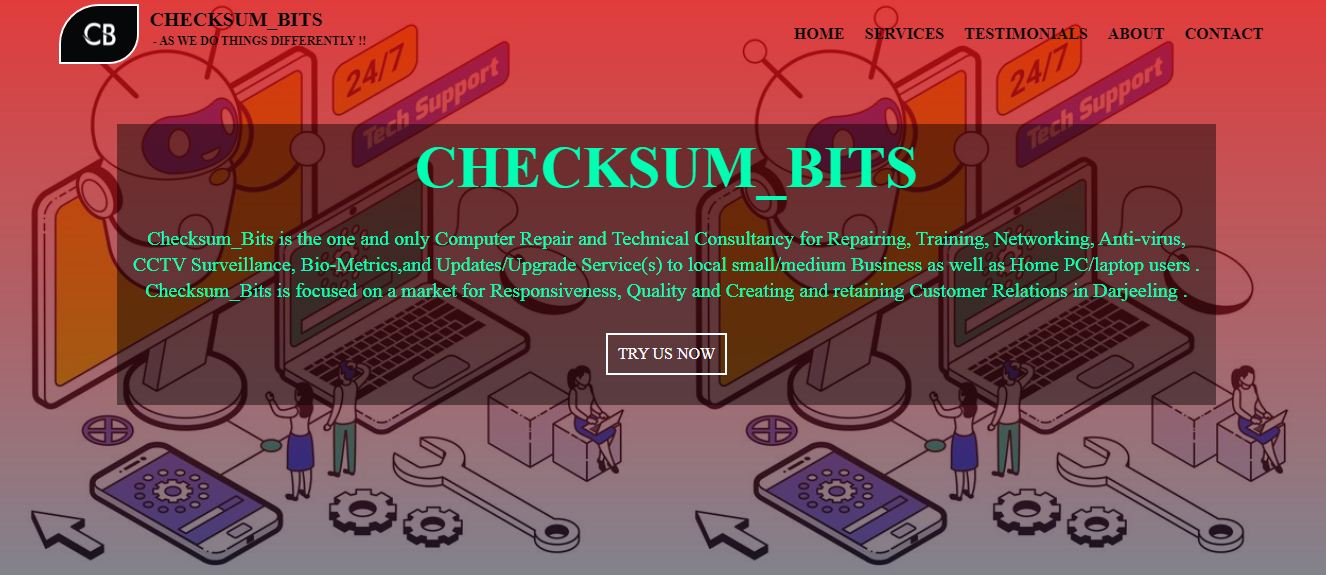 CB
CHECKSUM_BITS
- AS WE DO THINGS DIFFERENTLY !!
HOME SERVICES TESTIMONIALS ABOUT CONTACT
24/7
Tech Support
24/7
Tech Support
CHECKSUM_BITS
Checksum_Bits is the one and only Computer Repair and Technical Consultancy for Repairing, Training, Networking, Anti-virus,
CCTV Surveillance, Bio-Metrics,and Updates/Upgrade Service(s) to local small/medium Business as well as Home PC/laptop users .
Checksum_Bits is focused on a market for Responsiveness, Quality and Creating and retaining Customer Relations in Darjeeling .
TRY US NOW